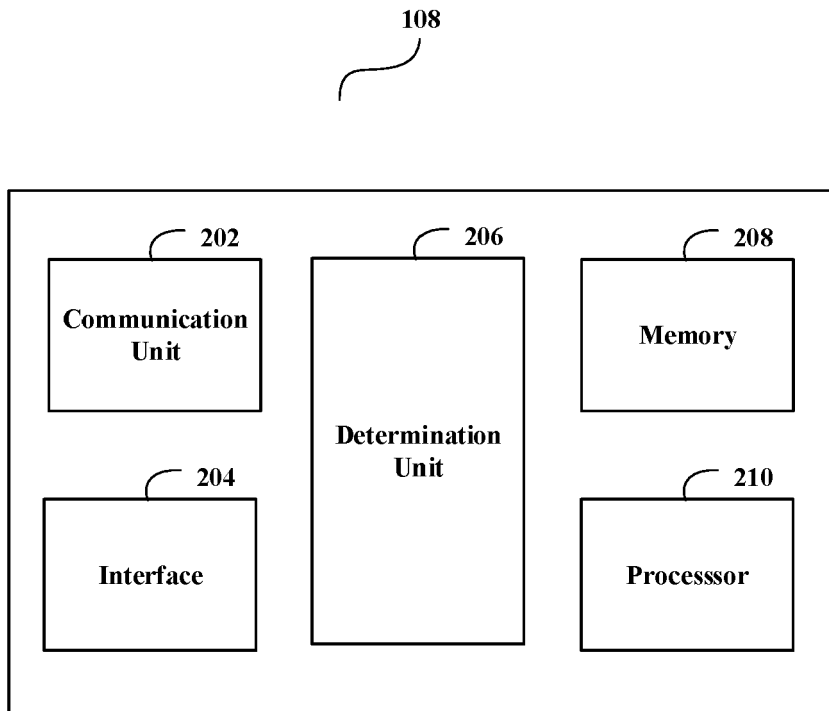 108
202
Communication
Unit
206
Determination
Unit
208
Memory
204
Interface
210
Processsor